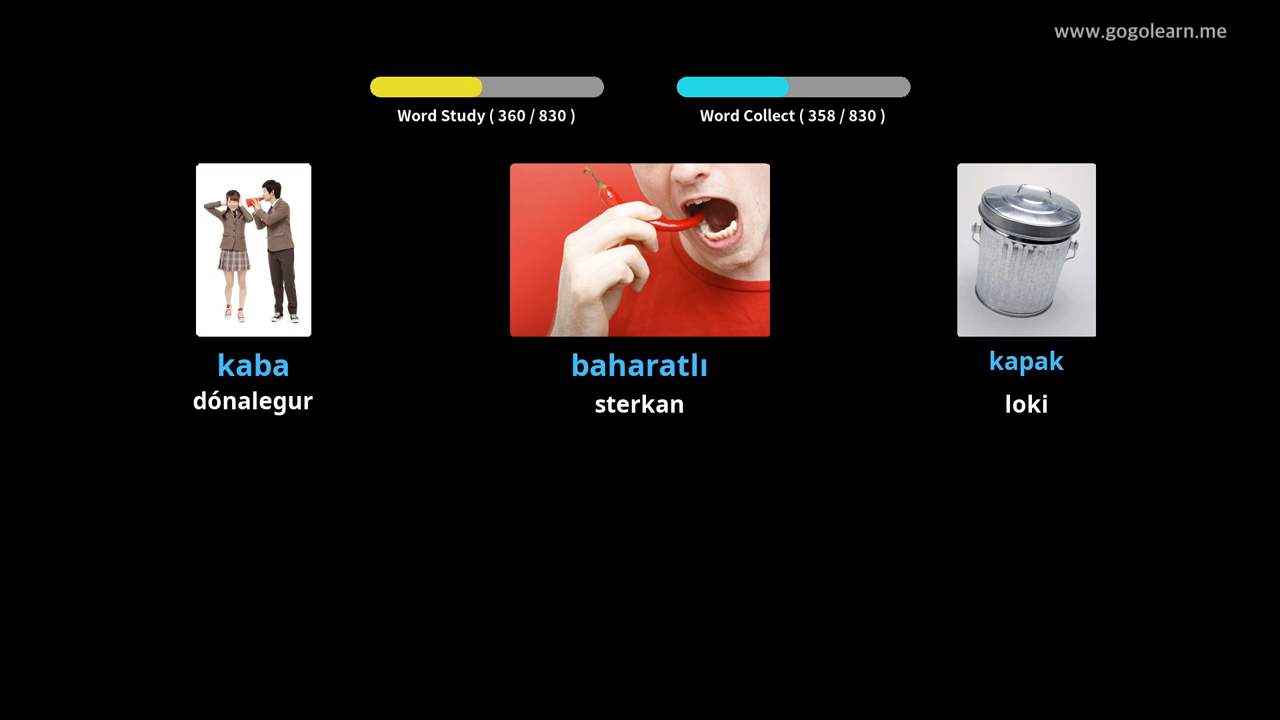 www.gogolearn.me
Word Study ( 360 / 830 )
Word Collect ( 358 / 830 )
kaba
dónalegur
baharatlı
sterkan
kapak
loki